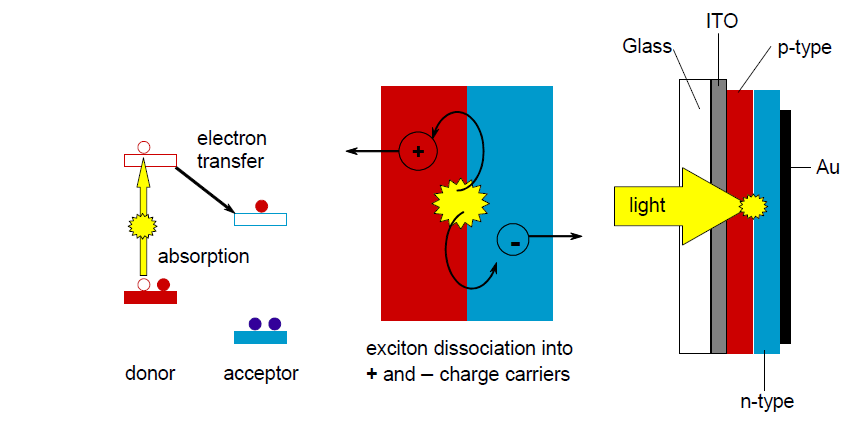 electron
transfer
absorption
donor
acceptor
+
-
exciton dissociation into
+ and – charge carriers
ITO
Glass
p-type
Au
light
n-type